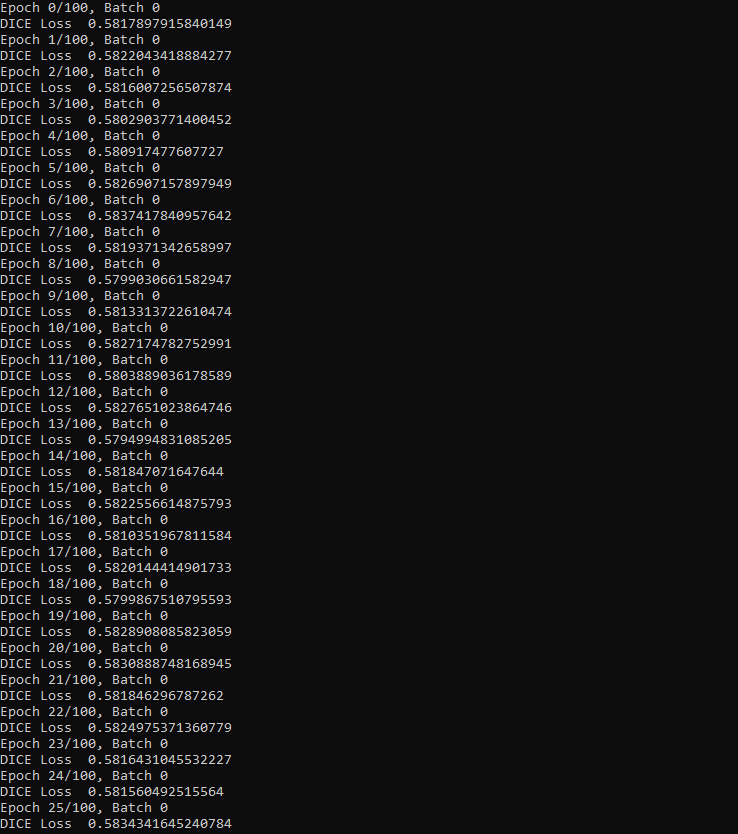 Epoch 0/100, Batch 0
DICE Loss  0.5817897915840149
Epoch 1/100, Batch 0
DICE Loss  0.5822043418884277
Epoch 2/100, Batch 0
DICE Loss  0.5816007256507874
Epoch 3/100, Batch 0
DICE Loss  0.5802903771400452
Epoch 4/100, Batch 0
DICE Loss  0.580917477607727
Epoch 5/100, Batch 0
DICE Loss  0.5826907157897949
Epoch 6/100, Batch 0
DICE Loss  0.5837417840957642
Epoch 7/100, Batch 0
DICE Loss  0.5819371342658997
Epoch 8/100, Batch 0
DICE Loss  0.5799030661582947
Epoch 9/100, Batch 0
DICE Loss  0.5813313722610474
Epoch 10/100, Batch 0
DICE Loss  0.5827174782752991
Epoch 11/100, Batch 0
DICE Loss  0.5803889036178589
Epoch 12/100, Batch 0
DICE Loss  0.5827651023864746
Epoch 13/100, Batch 0
DICE Loss  0.5794994831085205
Epoch 14/100, Batch 0
DICE Loss  0.581847071647644
Epoch 15/100, Batch 0
DICE Loss  0.5822556614875793
Epoch 16/100, Batch 0
DICE Loss  0.5810351967811584
Epoch 17/100, Batch 0
DICE Loss  0.5820144414901733
Epoch 18/100, Batch 0
DICE Loss  0.5799867510795593
Epoch 19/100, Batch 0
DICE Loss  0.5828908085823059
Epoch 20/100, Batch 0
DICE Loss  0.5830888748168945
Epoch 21/100, Batch 0
DICE Loss  0.581846296787262
Epoch 22/100, Batch 0
DICE Loss  0.5824975371360779
Epoch 23/100, Batch 0
DICE Loss  0.5816431045532227
Epoch 24/100, Batch 0
DICE Loss  0.581560492515564
Epoch 25/100, Batch 0
DICE Loss  0.5834341645240784